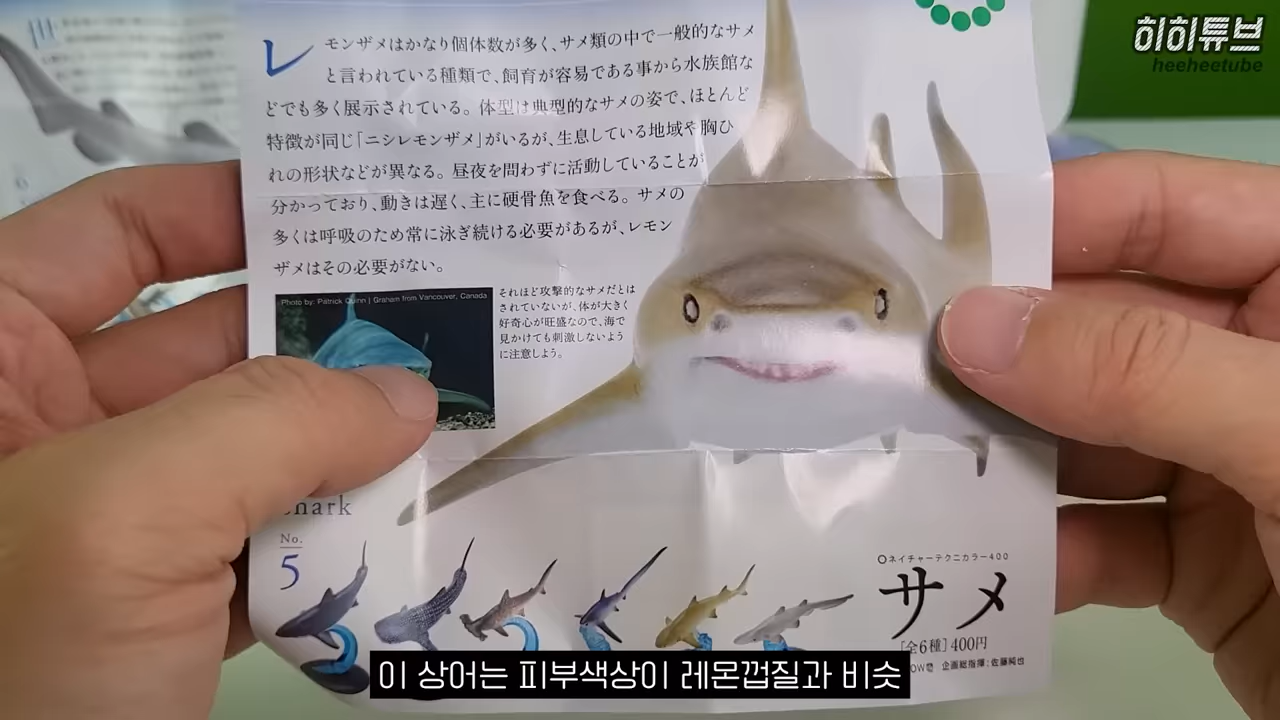 히히튜브
heeheetube
レモンザメはかなり個体数が多く、サメ類の中で一般的なサメ
と言われている種類で、飼育が容易である事から水族館な
どでも多く展示されている。体型は典型的なサメの姿で、ほとんど
特徴が同じ「ニシレモンザメ」がいるが、生息している地域や胸ひ
れの形状などが異なる。昼夜を問わずに活動していることが
分かっており、動きは遅く、主に硬骨魚を食べる。サメの
多くは呼吸のため常に泳ぎ続ける必要があるが、レモン
ザメはその必要がない。
Photo by: Patrick Quinn | Graham from Vancouver, Canada
それほど攻撃的なサメだとは
されていないが、体が大きく
好奇心が旺盛なので、海で
見かけても刺激しないよう
に注意しよう。
shark
No.
5
ネイチャーテクニカラー400
サメ
[全6種]400円
企画総指揮:佐藤純也
이 상어는 피부색상이 레몬껍질과 비슷